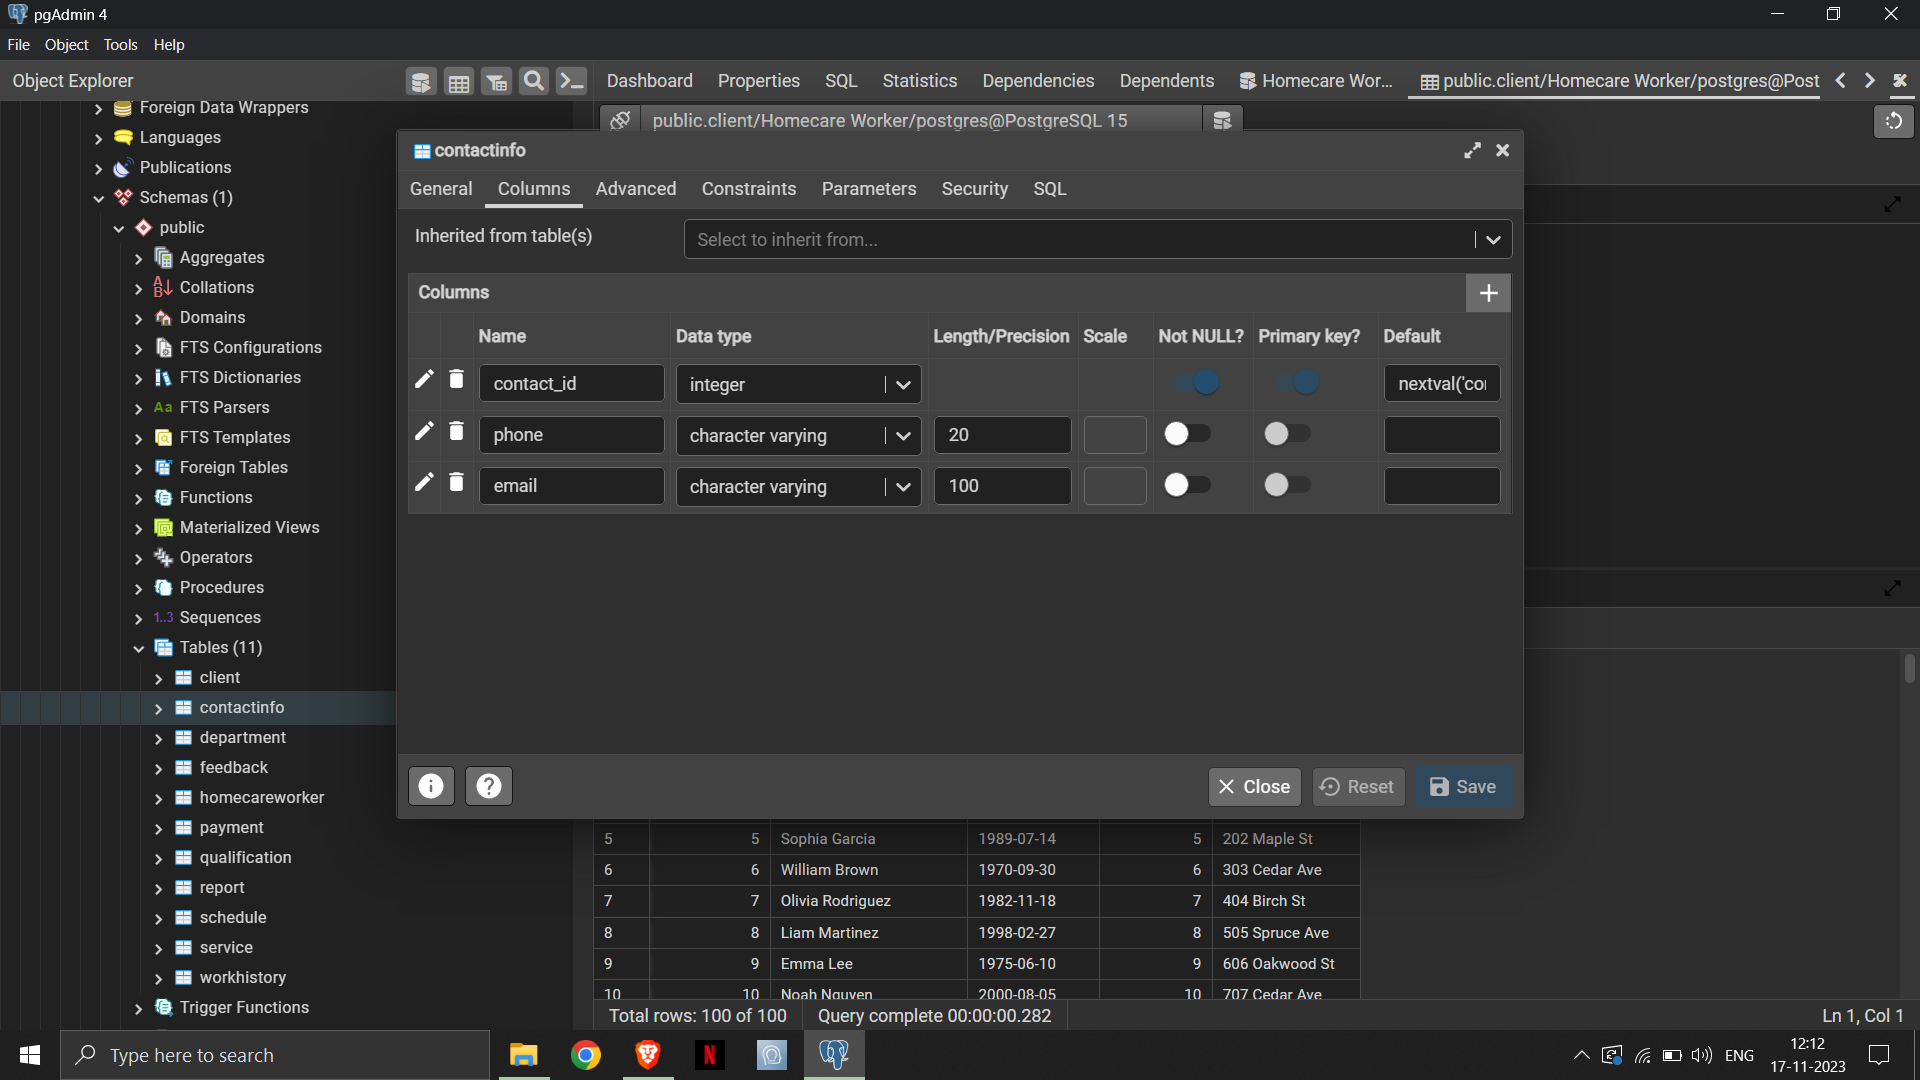 pgAdmin 4
File Object Tools Help
Object Explorer
Dashboard Properties SQL Statistics Dependencies Dependents Homecare Wor... public.client/Homecare Worker/postgres@Post
public.client/Homecare Worker/postgres@PostgreSQL 15
Foreign Data Wrappers
Languages
Publications
Schemas (1)
public
Aggregates
Collations
Domains
FTS Configurations
FTS Dictionaries
Aa FTS Parsers
FTS Templates
Foreign Tables
Functions
Materialized Views
Operators
Procedures
1..3 Sequences
Tables (11)
client
contactinfo
department
feedback
homecareworker
payment
qualification
report
schedule
service
workhistory
Trigger Functions
contactinfo
General Columns Advanced Constraints Parameters Security SQL
Inherited from table(s) Select to inherit from...
Columns
Name Data type Length/Precision Scale Not NULL? Primary key? Default
contact_id integer nextval('co
phone character varying 20
email character varying 100
Close Reset Save
5 5 Sophia Garcia 1989-07-14 5 202 Maple St
6 6 William Brown 1970-09-30 6 303 Cedar Ave
7 7 Olivia Rodriguez 1982-11-18 7 404 Birch St
8 8 Liam Martinez 1998-02-27 8 505 Spruce Ave
9 9 Emma Lee 1975-06-10 9 606 Oakwood St
10 10 Noah Nguyen 2000-08-05 10 707 Cedar Ave
Total rows: 100 of 100 Query complete 00:00:00.282 Ln 1, Col 1
Type here to search
ENG
12:12
17-11-2023